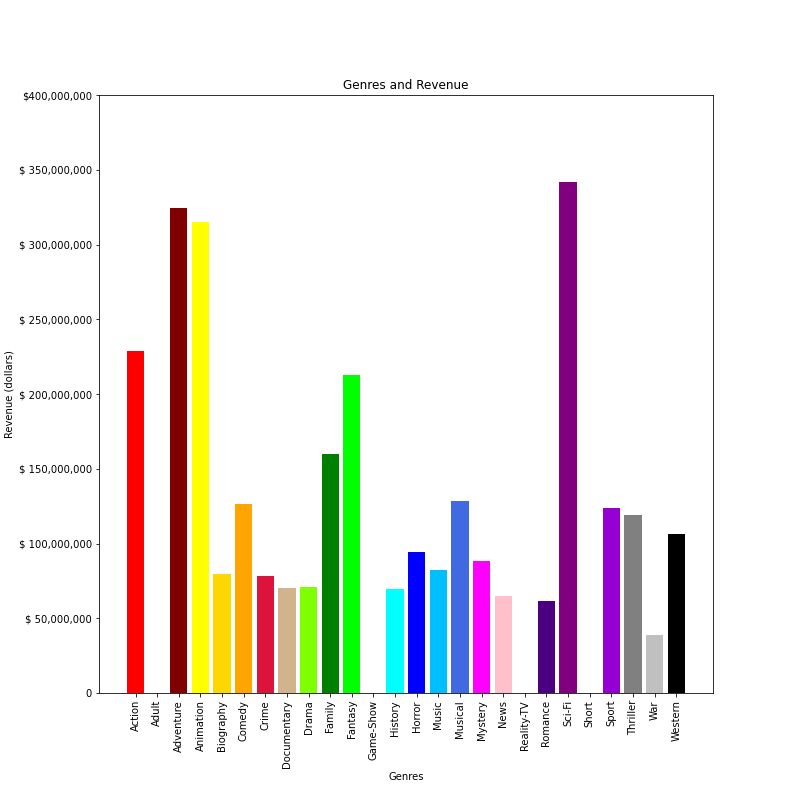 Genres and Revenue
$400,000,000
$ 350,000,000
$ 300,000,000
$ 250,000,000
$ 200,000,000
$ 150,000,000
$ 100,000,000
$ 50,000,000
0
Revenue (dollars)
Action
Adult
Adventure
Animation
Biography
Comedy
Crime
Documentary
Drama
Family
Fantasy
Game-Show
History
Horror
Music
Musical
Mystery
News
Reality-TV
Romance
Sci-Fi
Short
Sport
Thriller
War
Western
Genres